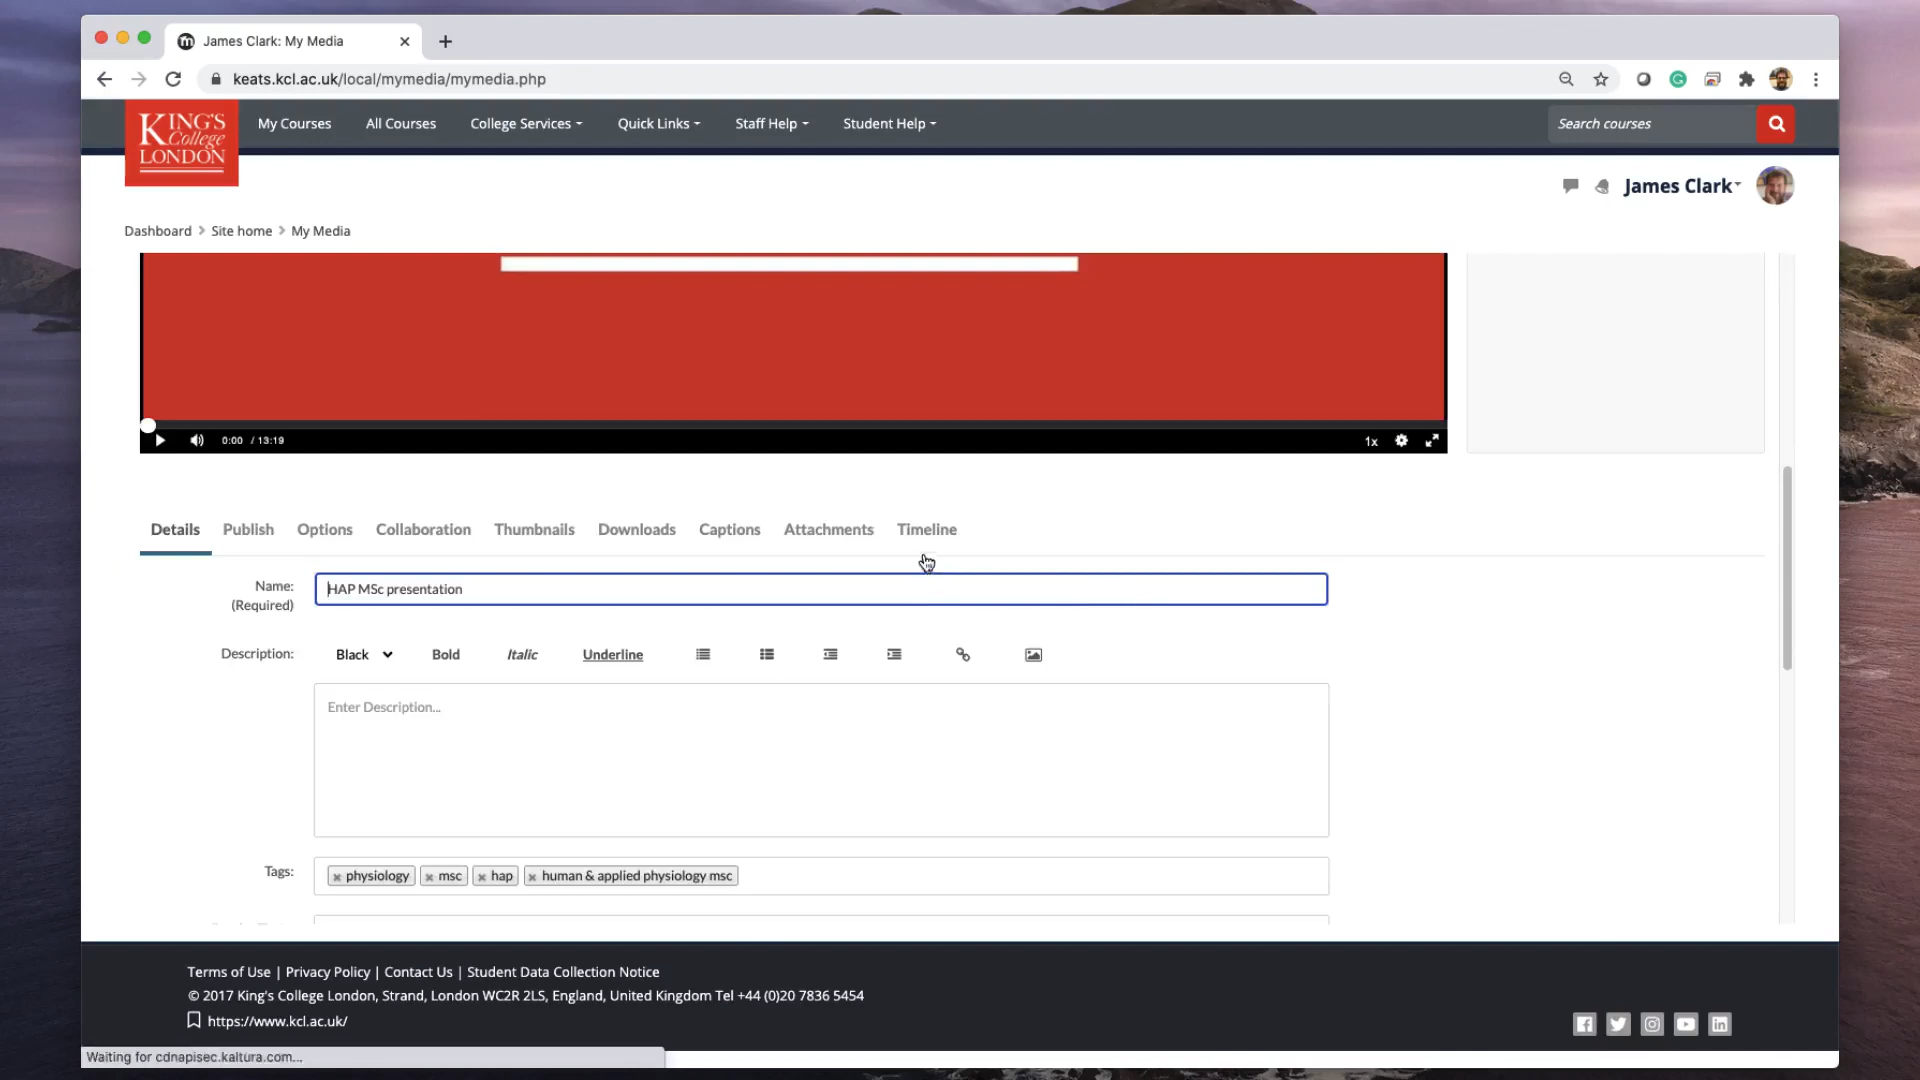 James Clark: My Media
keats.kcl.ac.uk/local/mymedia/mymedia.php
KING'S
College
LONDON
My Courses
All Courses
College Services
Quick Links
Staff Help
Student Help
Search courses
James Clark
Dashboard
Site home
My Media
0:00 / 13:19
1x
Details
Publish
Options
Collaboration
Thumbnails
Downloads
Captions
Attachments
Timeline
Name:
(Required)
HAP MSc presentation
Description:
Black
Bold
Italic
Underline
Enter Description...
Tags:
physiology
msc
hap
human & applied physiology msc
Terms of Use | Privacy Policy | Contact Us | Student Data Collection Notice
© 2017 King's College London, Strand, London WC2R 2LS, England, United Kingdom Tel +44 (0)20 7836 5454
https://www.kcl.ac.uk/
Waiting for cdnapisec.kaltura.com...